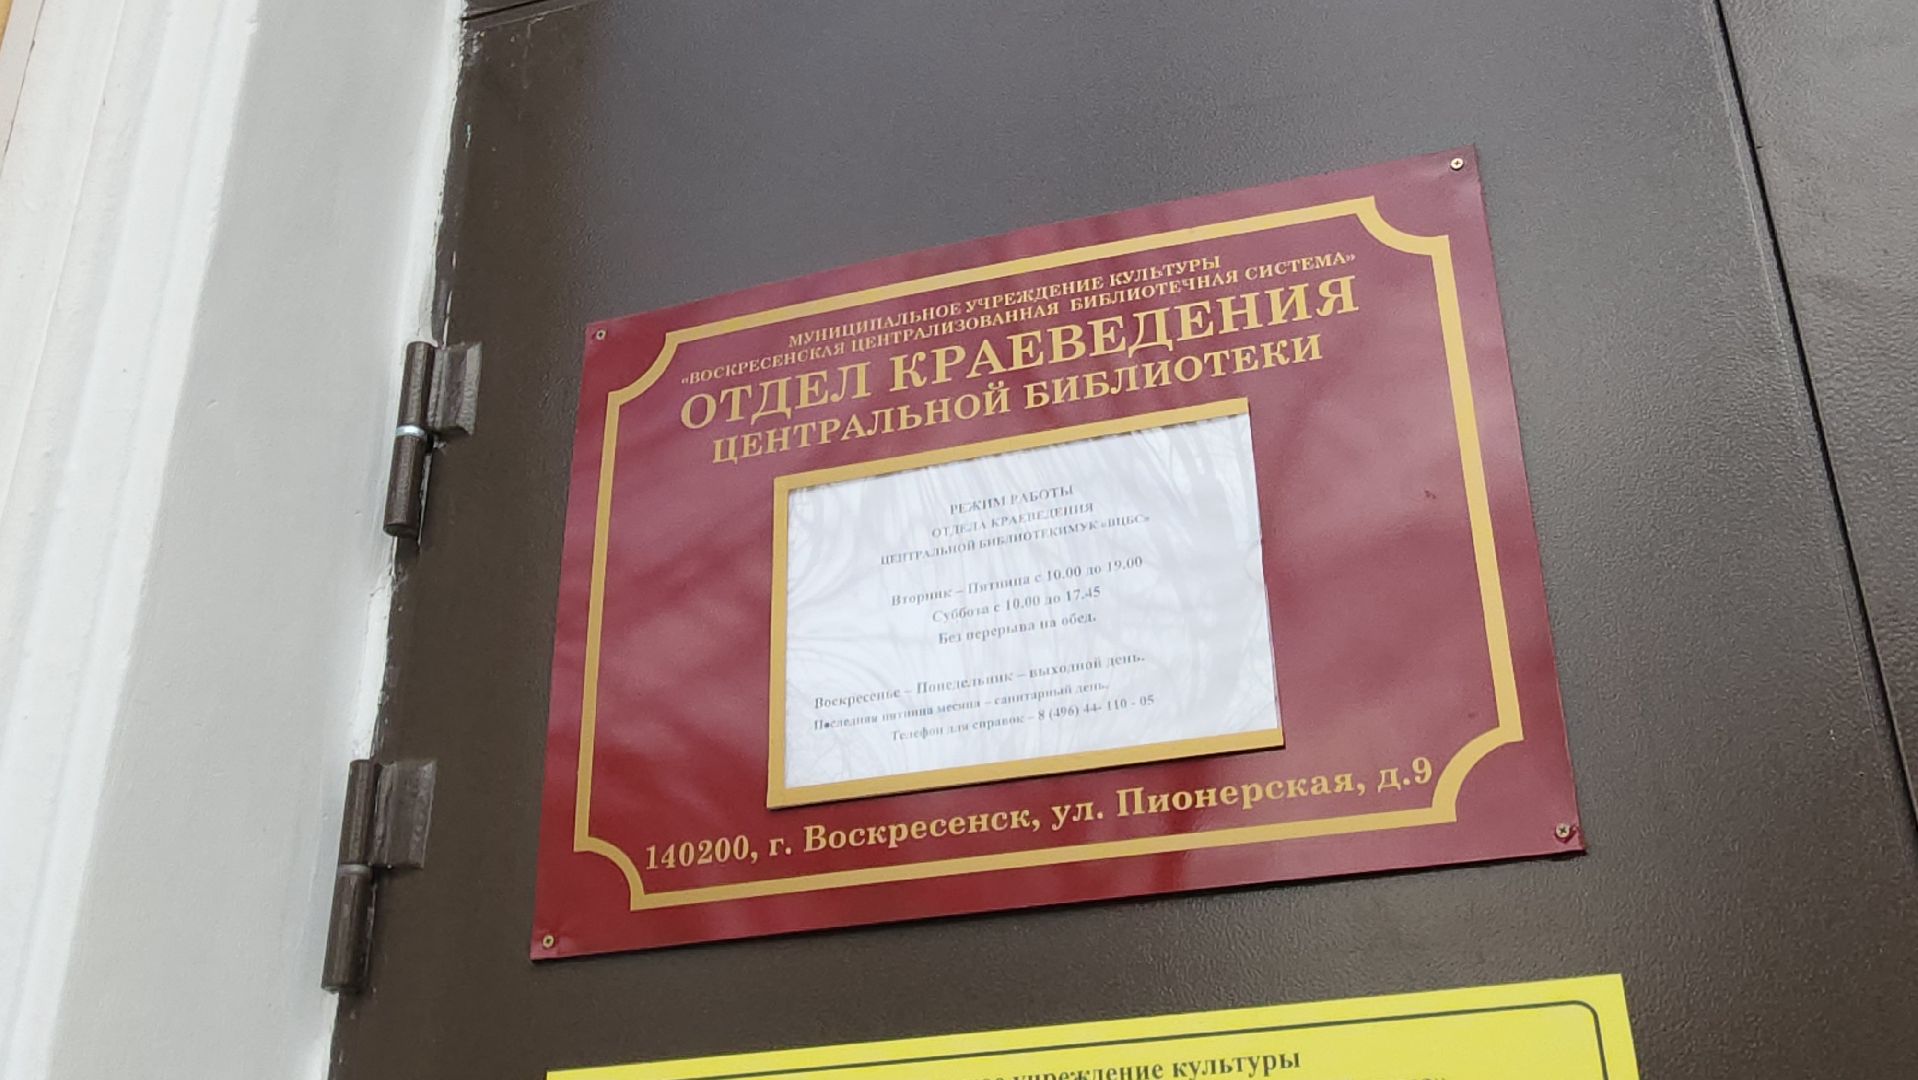 МУНИЦИПАЛЬНОЕ УЧРЕЖДЕНИЕ КУЛЬТУРЫ
«ВОСКРЕСЕНСКАЯ ЦЕНТРАЛИЗОВАННАЯ БИБЛИОТЕЧНАЯ СИСТЕМА»
ОТДЕЛ КРАЕВЕДЕНИЯ
ЦЕНТРАЛЬНОЙ БИБЛИОТЕКИ
РЕЖИМ РАБОТЫ
ОТДЕЛА КРАЕВЕДЕНИЯ
ЦЕНТРАЛЬНОЙ БИБЛИОТЕКИМУК «ВЦБС»
Вторник – Пятница с 10.00 до 19.00
Суббота с 10.00 до 17.45
Без перерыва на обед.
Воскресенье – Понедельник – выходной день.
Последняя пятница месяца – санитарный день.
Телефон для справок – 8 (496) 44- 110 - 05
140200, г. Воскресенск, ул. Пионерская, д.9
учреждение культуры